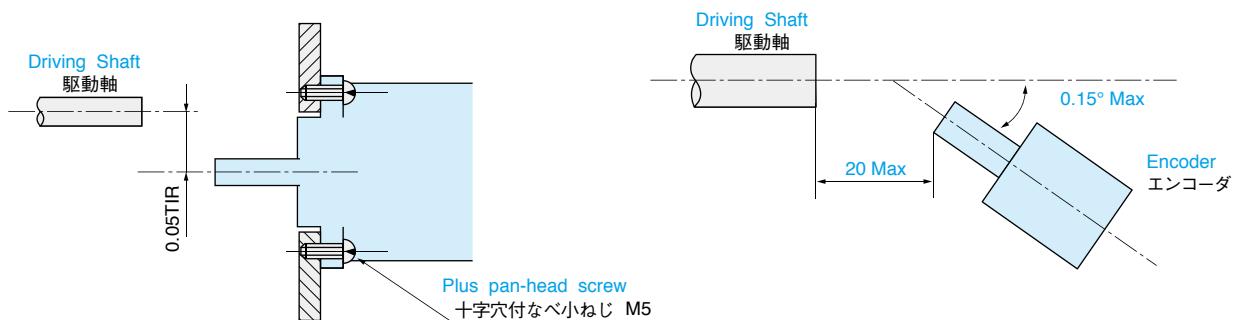 Driving Shaft
駆動軸
0.05TIR
Plus pan-head screw
十字穴付なべ小ねじ M5
Driving Shaft
駆動軸
0.15° Max
20 Max
Encoder
エンコーダ